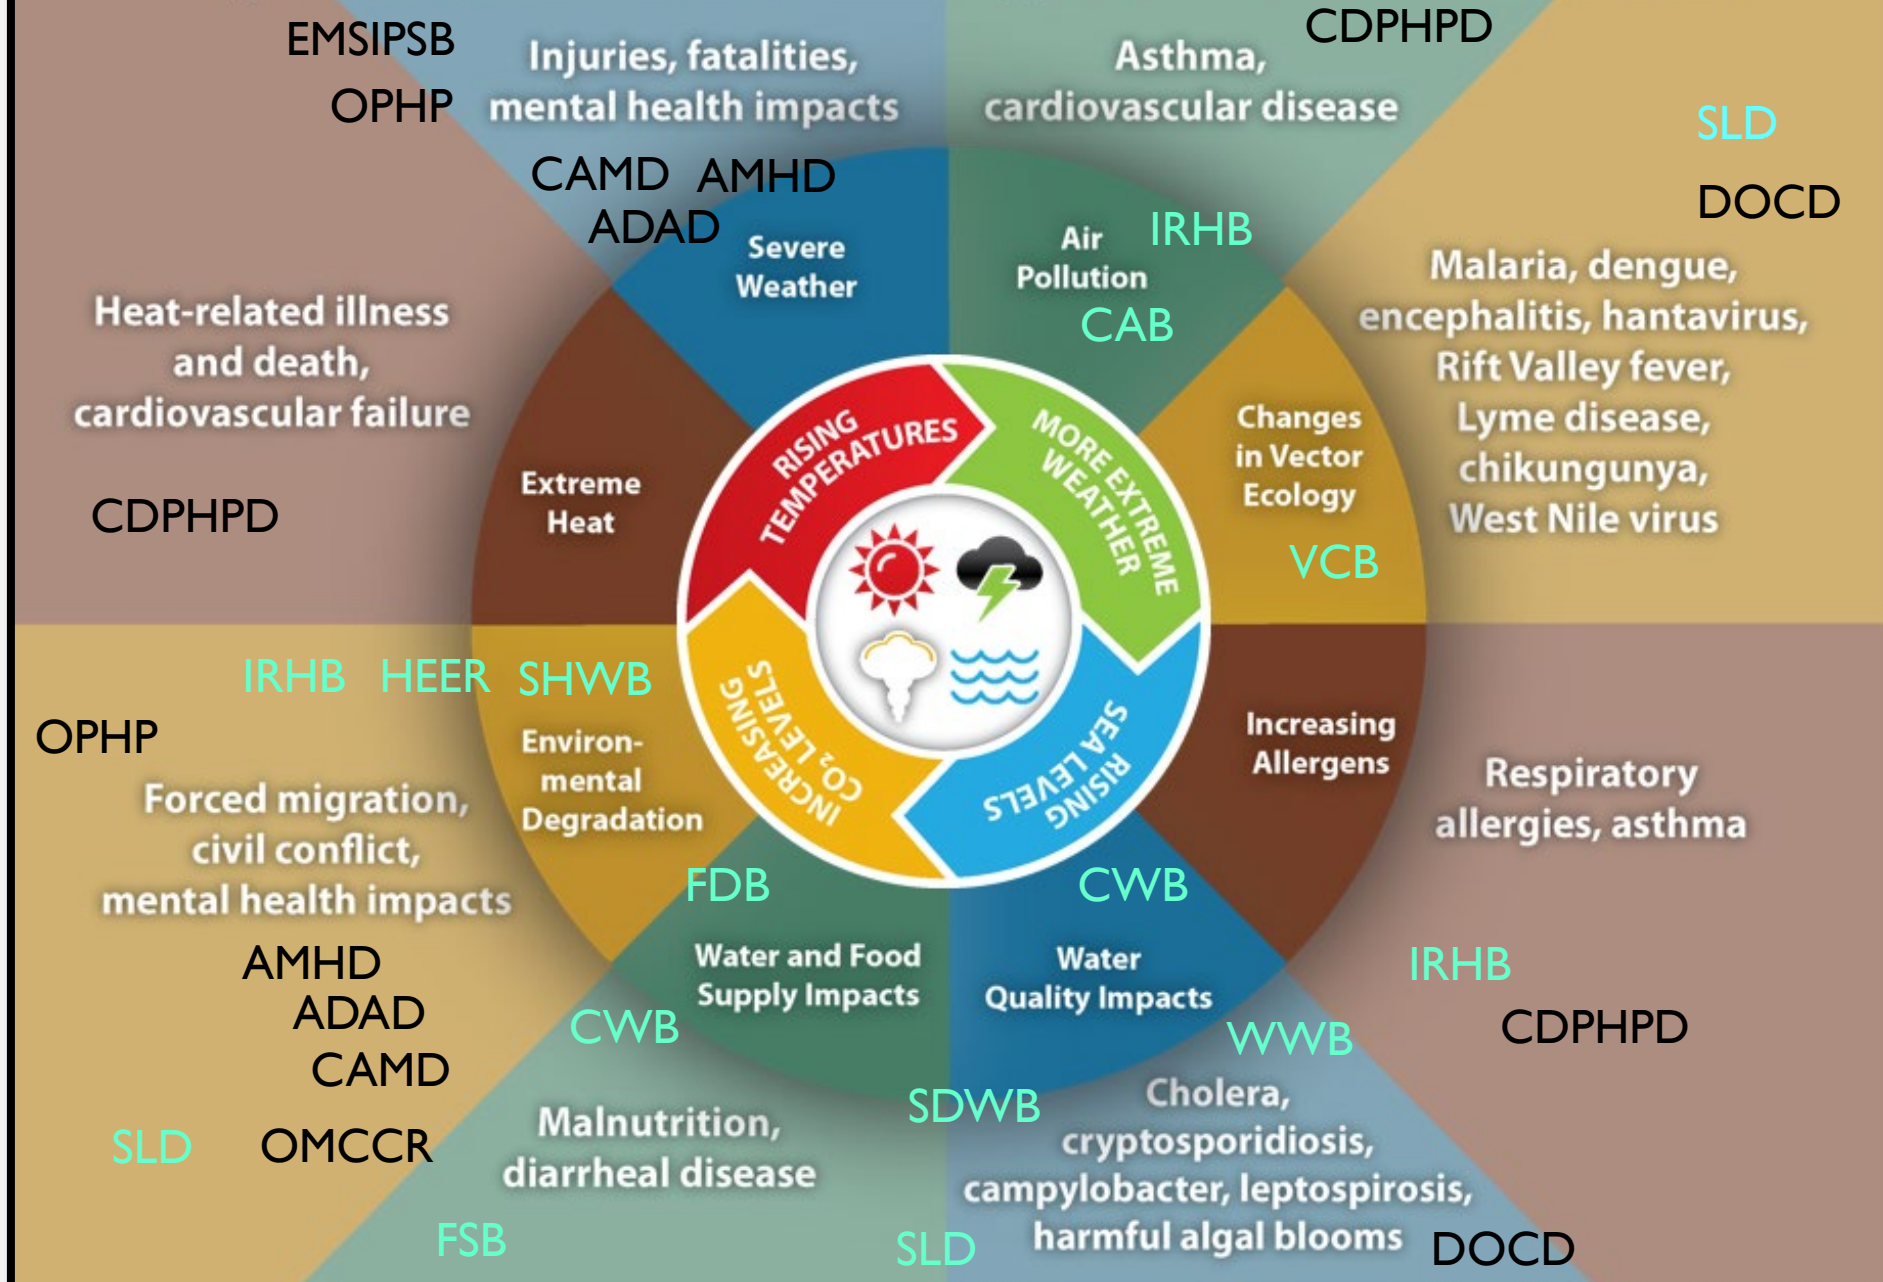 EMSIPSB
OPHP
Injuries, fatalities,
mental health impacts
CAMD AMHD
ADAD
Severe
Weather
CDPHPD
Asthma,
cardiovascular disease
Air
Pollution
IRHB
CAB
SLD
DOCD
Malaria, dengue,
encephalitis, hantavirus,
Rift Valley fever,
Lyme disease,
chikungunya,
West Nile virus
Changes
in Vector
Ecology
VCB
Heat-related illness
and death,
cardiovascular failure
CDPHPD
Extreme
Heat
RISING
TEMPERATURES
MORE EXTREME
WEATHER
RISING
SEA LEVELS
INCREASING
CO₂ LEVELS
IRHB HEER SHWB
OPHP
Environ-
mental
Degradation
Forced migration,
civil conflict,
mental health impacts
AMHD
ADAD
CAMD
SLD OMCCR
Increasing
Allergens
Respiratory
allergies, asthma
IRHB
CDPHPD
FDB
Water and Food
Supply Impacts
CWB
Malnutrition,
diarrheal disease
FSB
CWB
Water
Quality Impacts
WWB
SDWB
Cholera,
cryptosporidiosis,
campylobacter, leptospirosis,
harmful algal blooms
SLD
DOCD